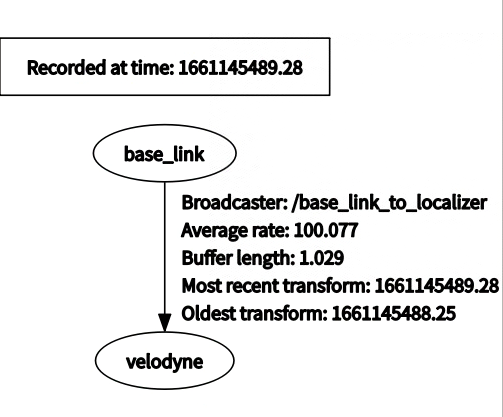 Recorded at time: 1661145489.28
base_link
Broadcaster: /base_link_to_localizer
Average rate: 100.077
Buffer length: 1.029
Most recent transform: 1661145489.28
Oldest transform: 1661145488.25
velodyne